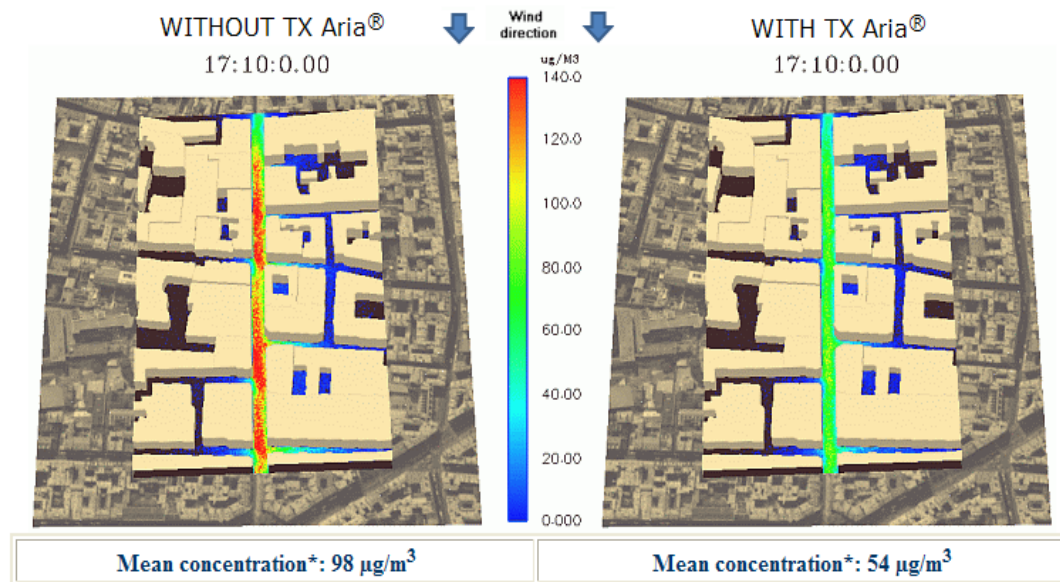 WITHOUT TX Aria®
Wind
direction
WITH TX Aria®
17:10:0.00
ug/M3
17:10:0.00
140.0
120.0
100.0
80.00
60.00
40.00
20.00
0.000
Mean concentration*: 98 µg/m³
Mean concentration*: 54 µg/m³